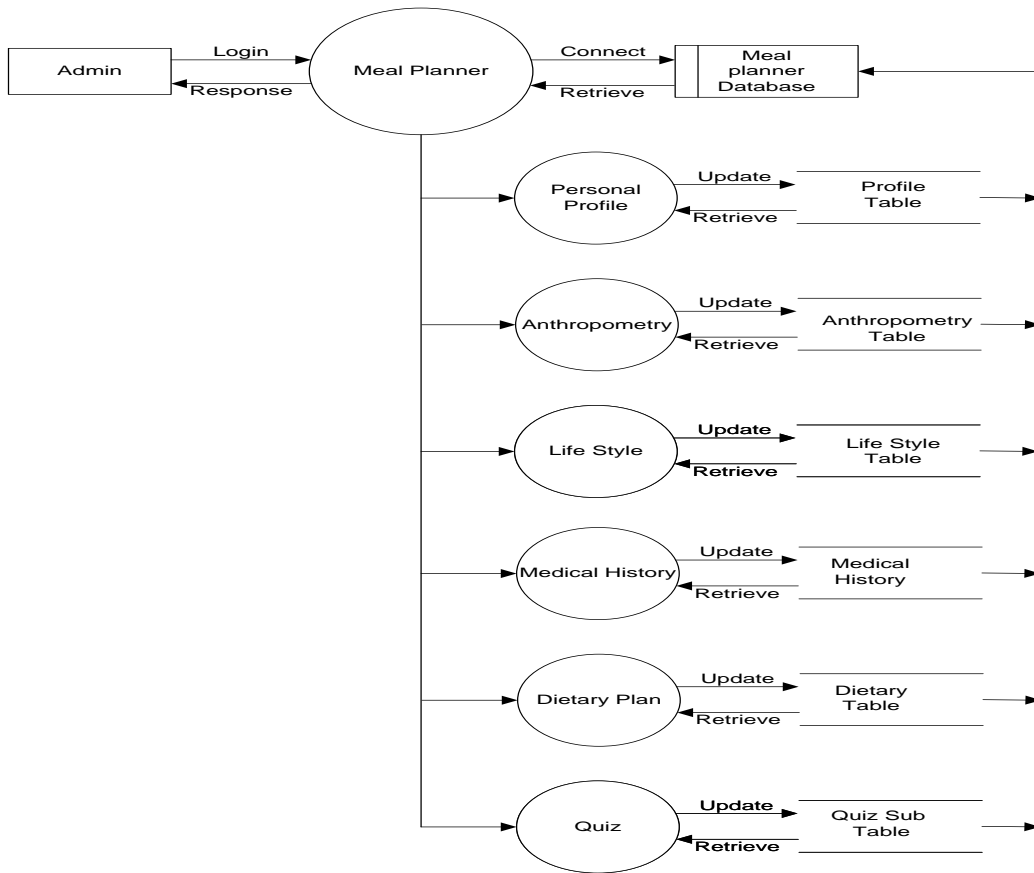 Login
Connect
Admin
Meal Planner
Meal
planner
Database
Response
Retrieve
Personal
Profile
Update
Retrieve
Profile
Table
Anthropometry
Update
Retrieve
Anthropometry
Table
Life Style
Update
Retrieve
Life Style
Table
Medical History
Update
Retrieve
Medical
History
Dietary Plan
Update
Retrieve
Dietary
Table
Quiz
Update
Retrieve
Quiz Sub
Table